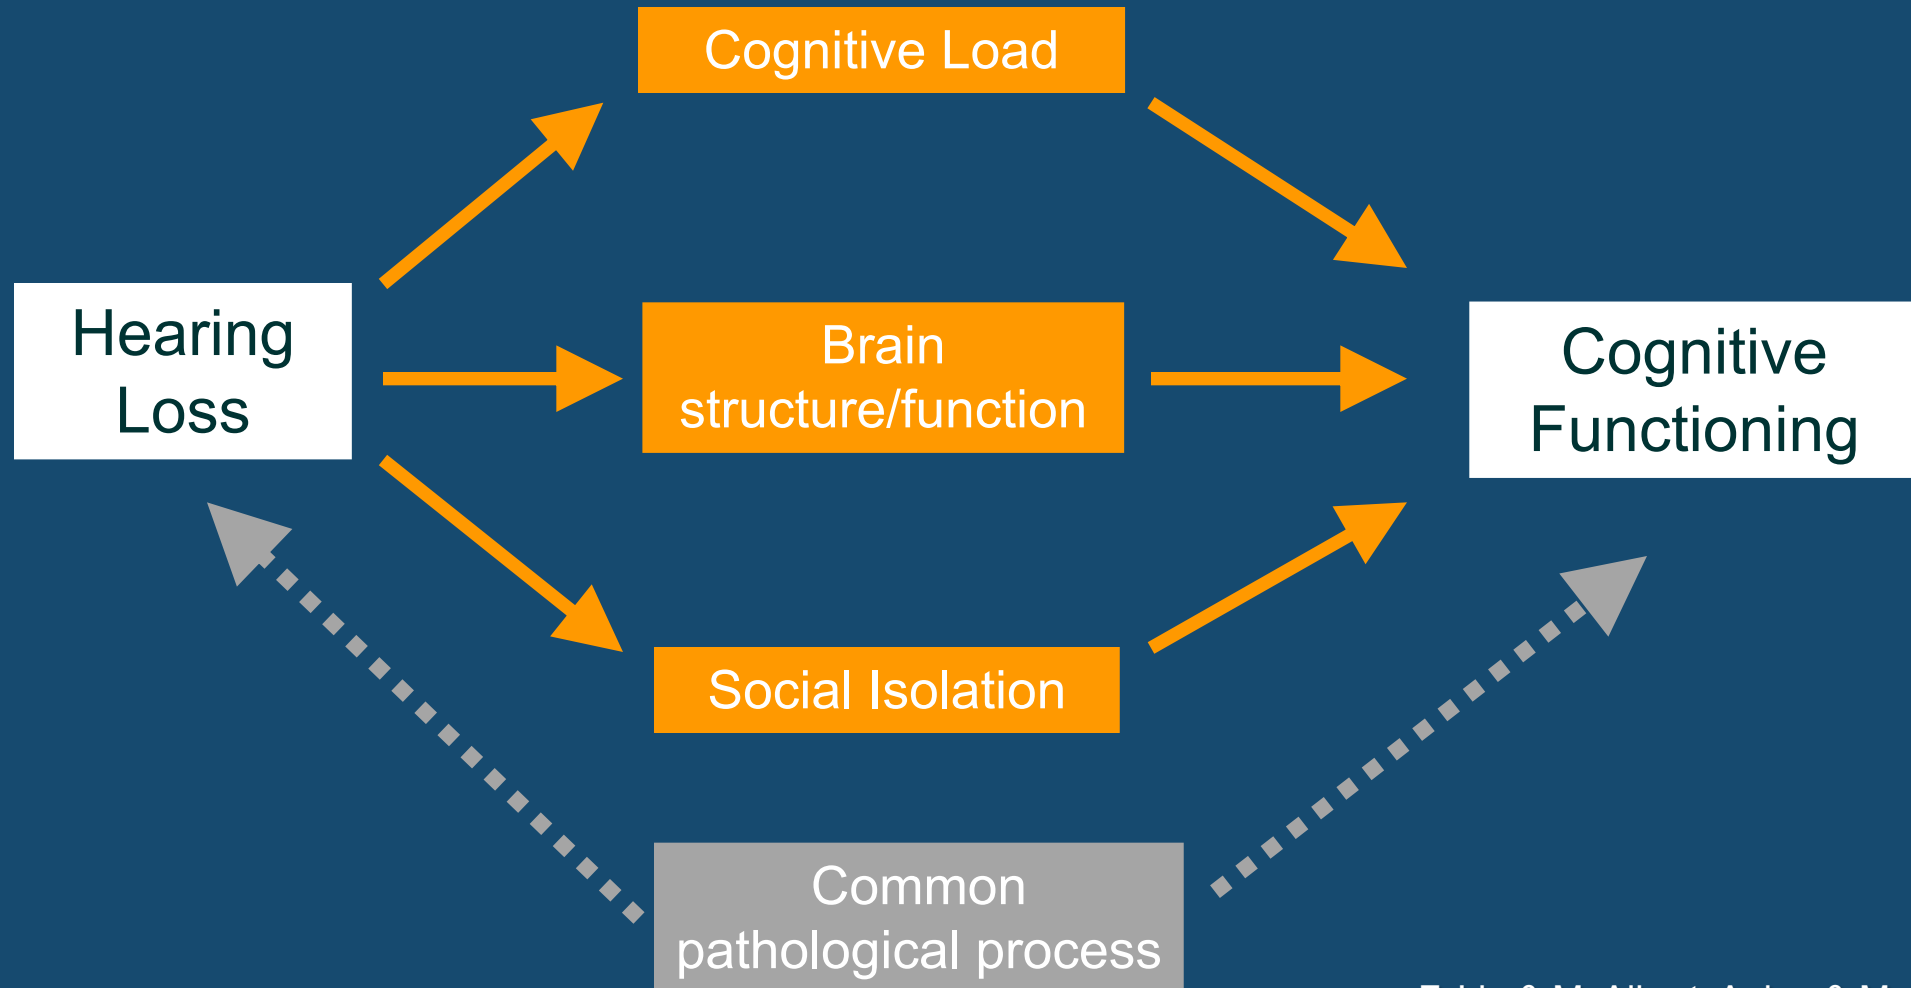 Cognitive Load
Hearing
Loss
Brain
structure/function
Cognitive
Functioning
Social Isolation
Common
pathological process